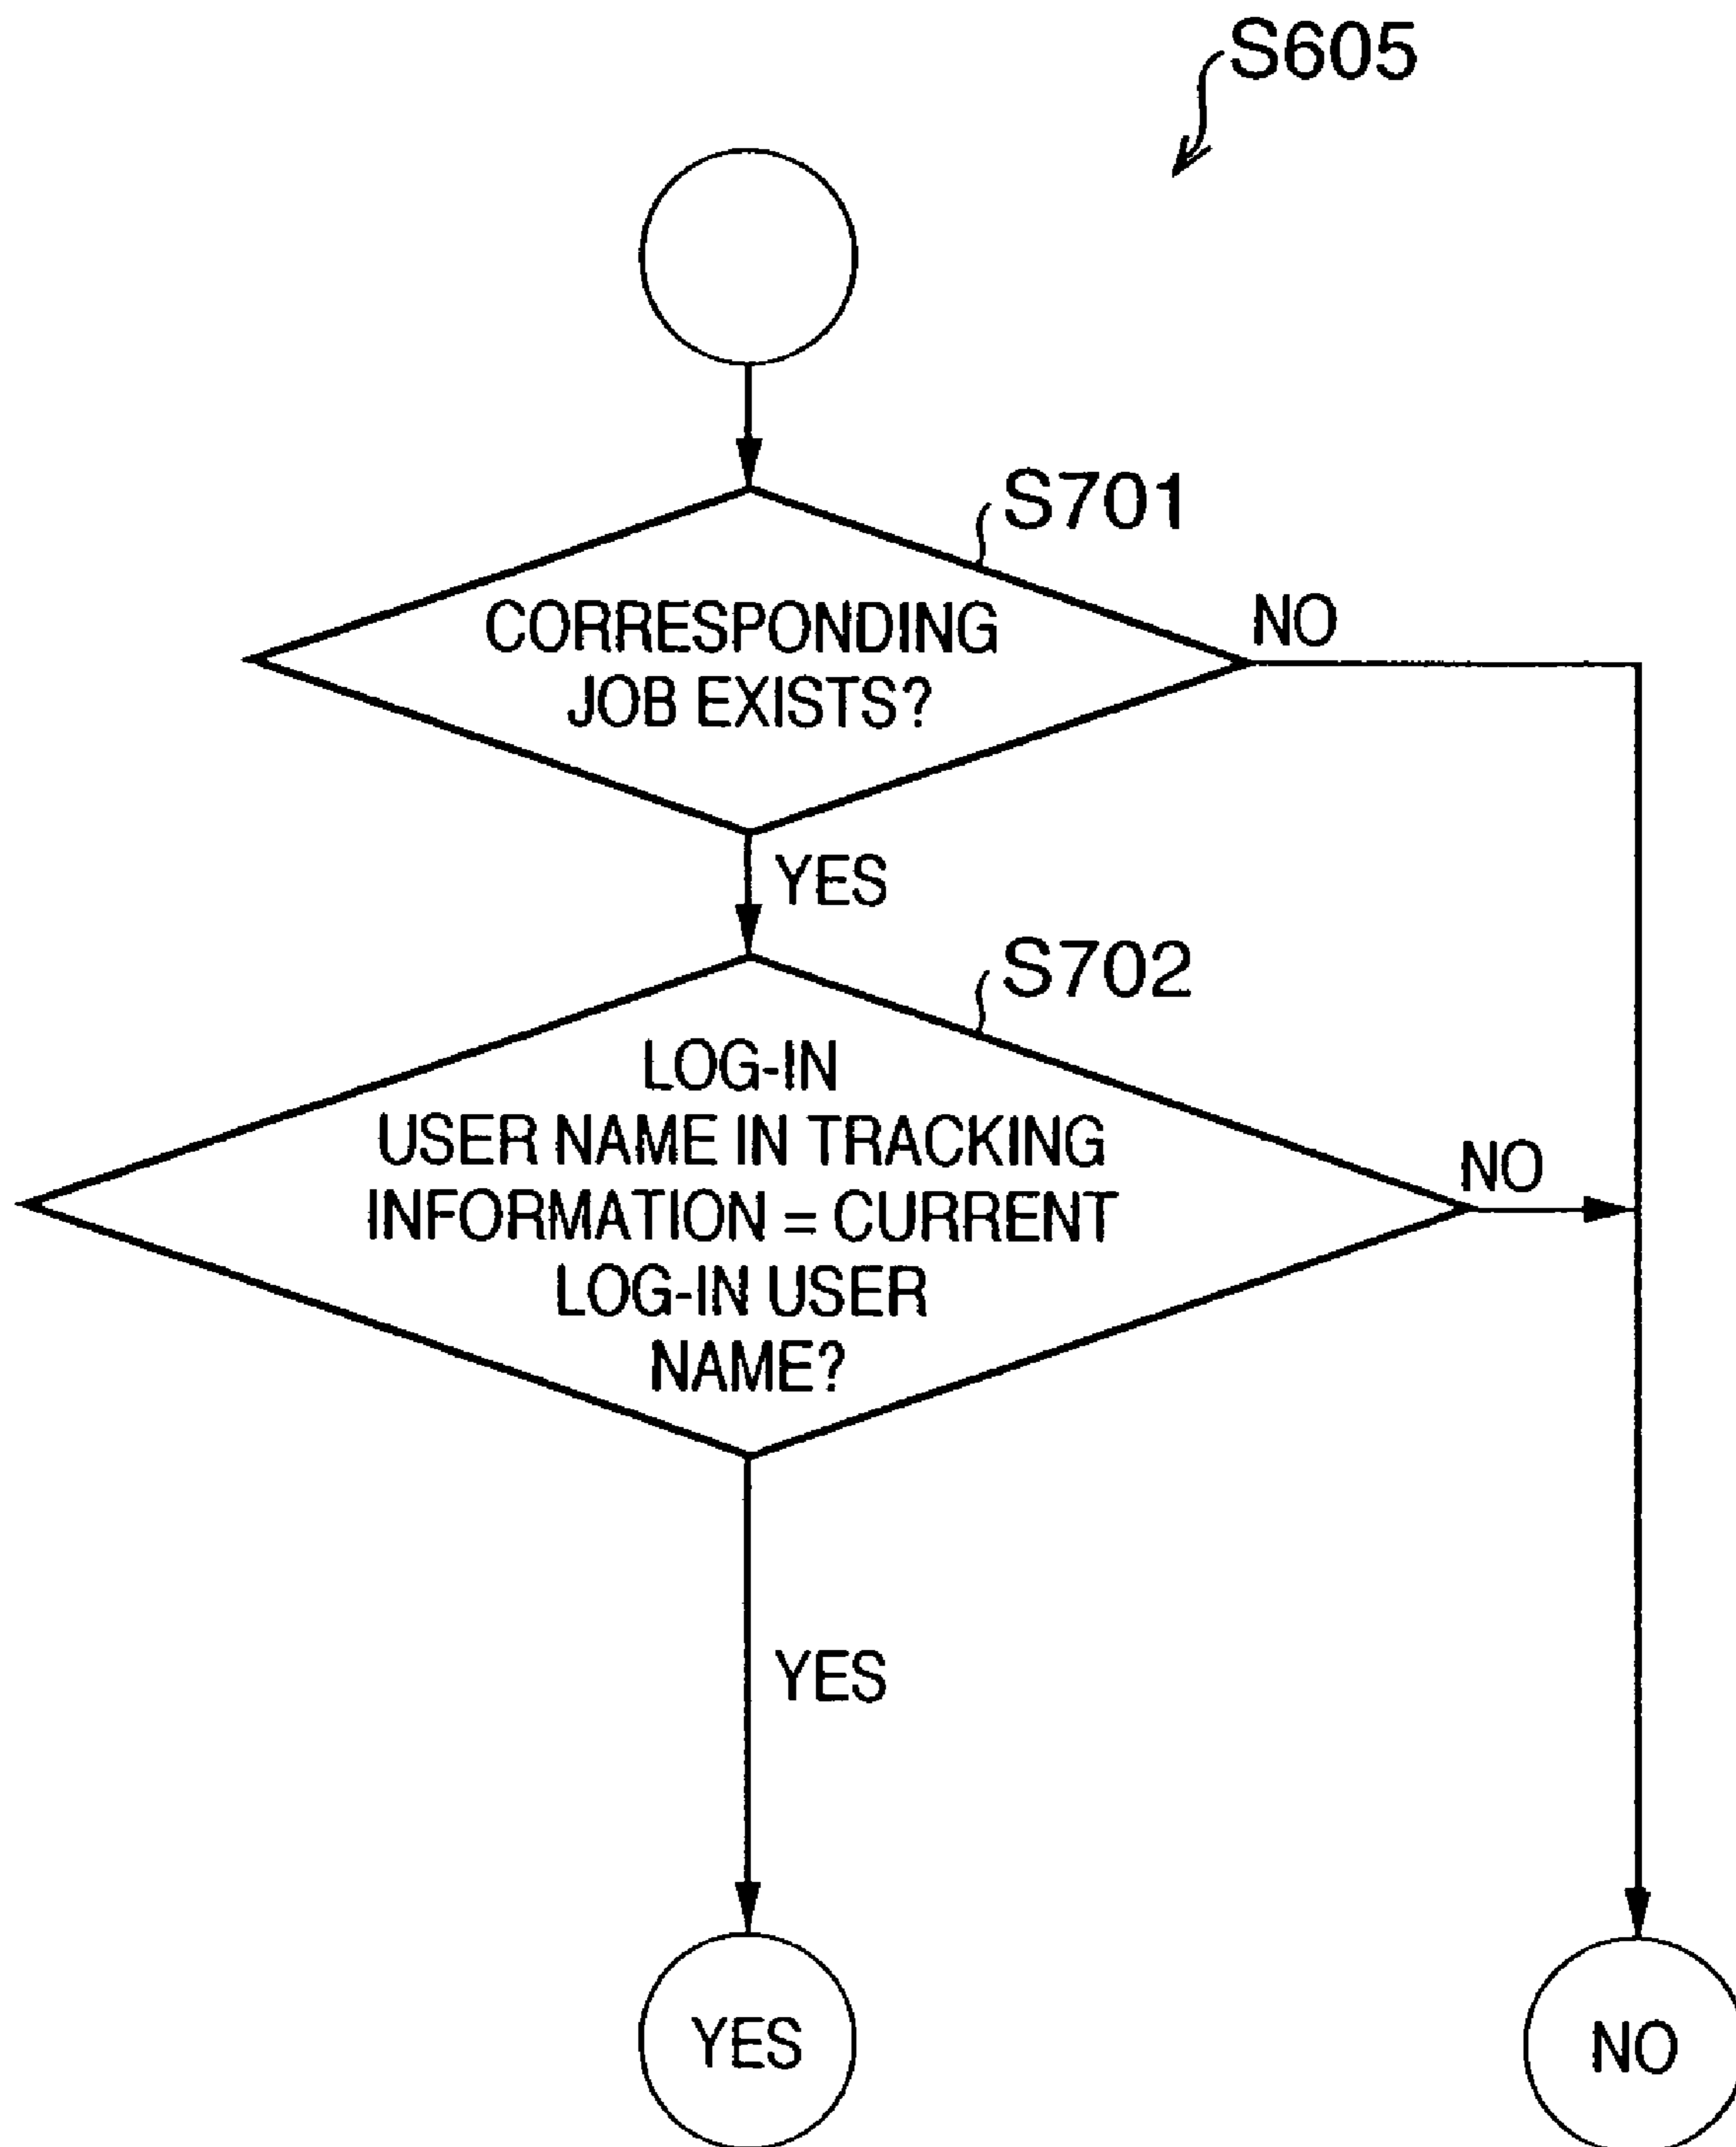 S605
S701
CORRESPONDING
JOB EXISTS?
NO
YES
S702
LOG-IN
USER NAME IN TRACKING
INFORMATION = CURRENT
LOG-IN USER
NAME?
NO
YES
YES
NO